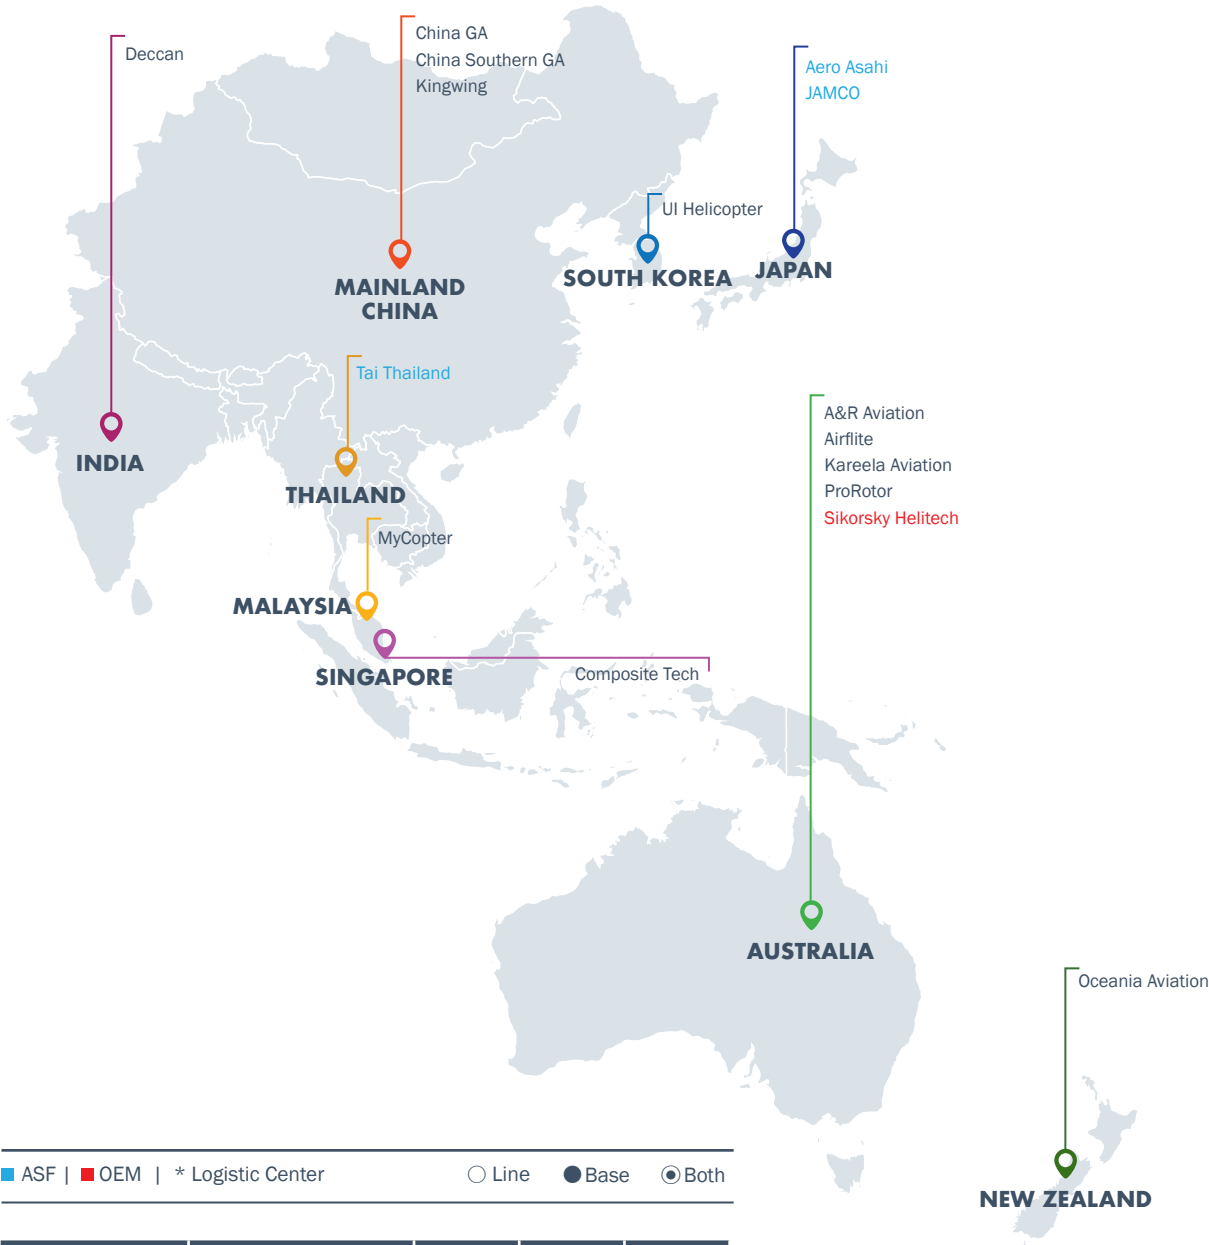 Deccan
INDIA
China GA
China Southern GA
Kingwing
MAINLAND
CHINA
UI Helicopter
SOUTH KOREA
Aero Asahi
JAMCO
JAPAN
Tai Thailand
THAILAND
MyCopter
MALAYSIA
SINGAPORE
Composite Tech
A&R Aviation
Airflite
Kareela Aviation
ProRotor
Sikorsky Helitech
AUSTRALIA
Oceania Aviation
NEW ZEALAND
ASF | OEM | * Logistic Center
Line Base Both